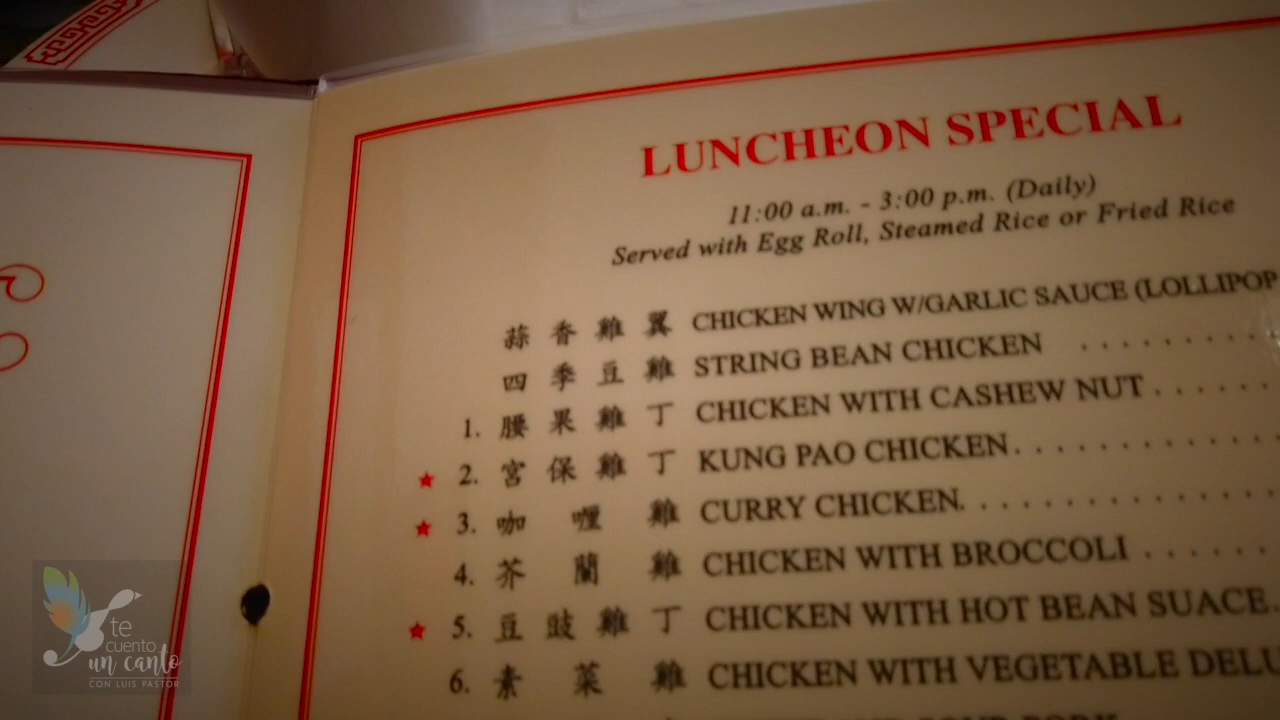 LUNCHEON SPECIAL
11:00 a.m. - 3:00 p.m. (Daily)
Served with Egg Roll, Steamed Rice or Fried Rice
蒜香雞翼 CHICKEN WING W/GARLIC SAUCE (LOLLIPOP
四季豆雞 STRING BEAN CHICKEN . . . . . . . . .
1. 腰果雞丁 CHICKEN WITH CASHEW NUT . . . . . .
★ 2. 宮保雞丁 KUNG PAO CHICKEN. . . . . . . . . . . .
★ 3. 咖喱雞 CURRY CHICKEN. . . . . . . . . . . . . .
4. 芥蘭雞 CHICKEN WITH BROCCOLI . . . . . .
★ 5. 豆豉雞丁 CHICKEN WITH HOT BEAN SUACE.
6. 素菜雞 CHICKEN WITH VEGETABLE DELU
te
cuento
un canto
CON LUIS PASTOR